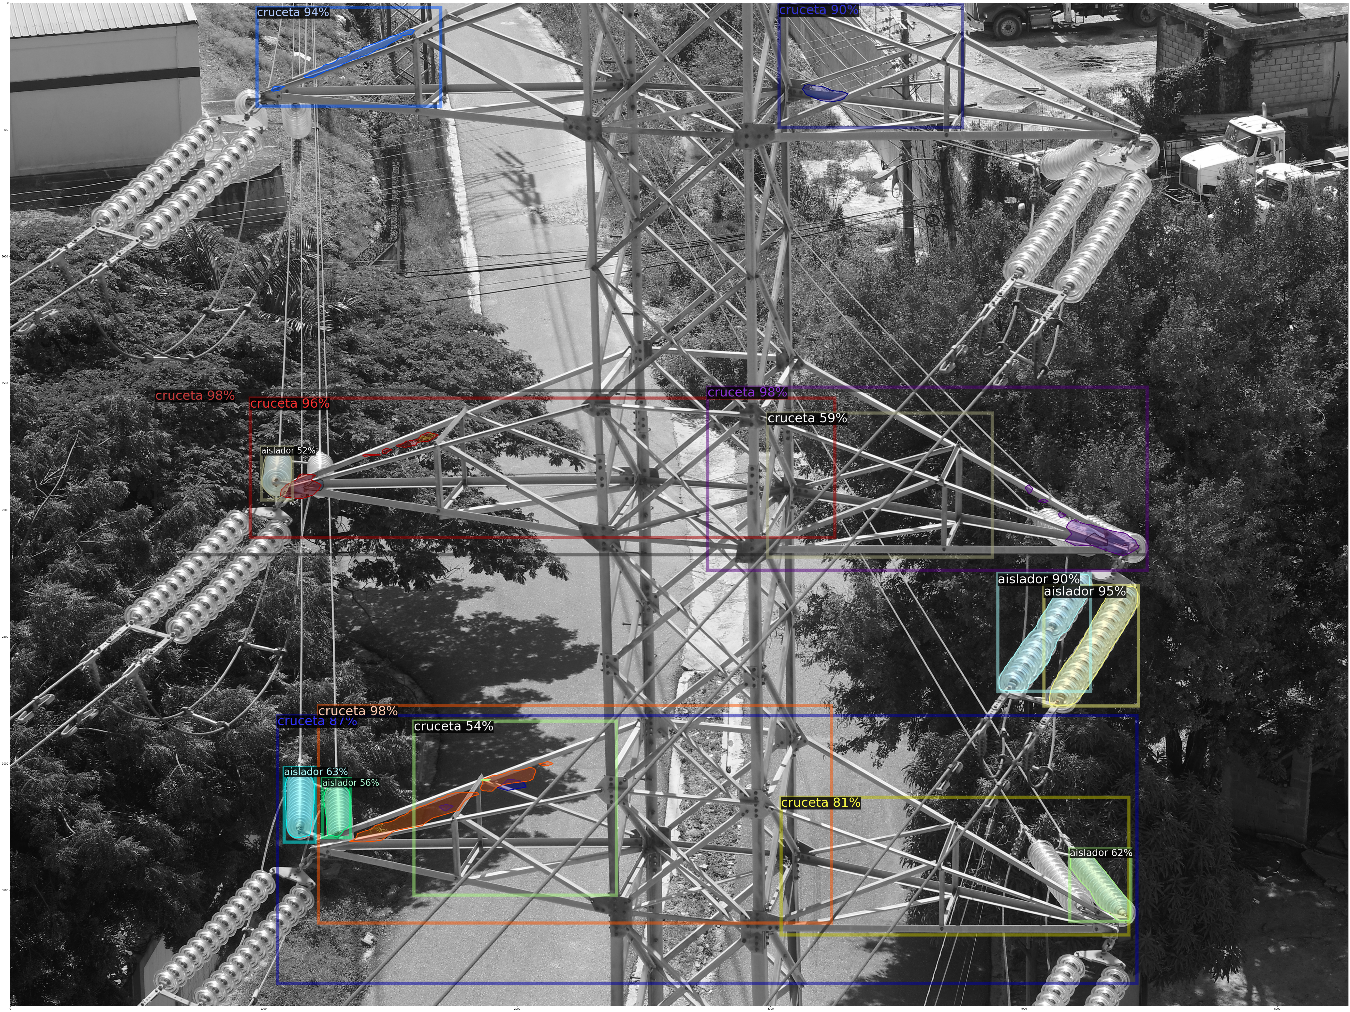 cruceta 94%
cruceta 90%
cruceta 98%
cruceta 98%
cruceta 96%
cruceta 59%
aislador 52%
aislador 90%
aislador 95%
cruceta 98%
cruceta 87%
cruceta 54%
aislador 63%
aislador 56%
cruceta 81%
aislador 62%